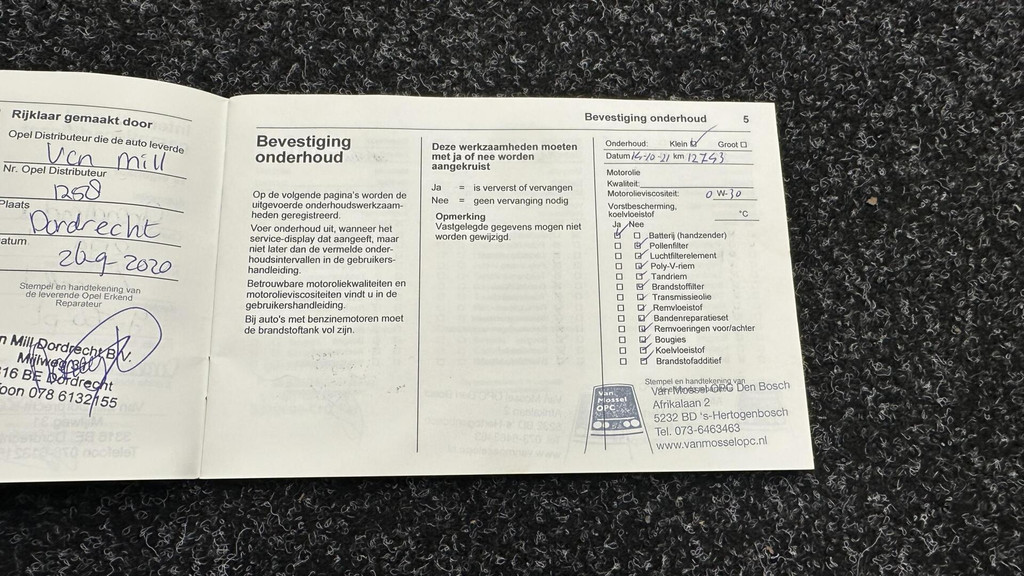 Rijklaar gemaakt door
Opel Distributeur die de auto leverde
Van Mill
Nr. Opel Distributeur
1258
Plaats
Dordrecht
atum
Stempel en handtekening van
de leverende Opel Erkend
Reparateur
n Mill Dordrecht B.V.
Mijlweg
16 BE Dordrecht
foon 078 6132155
Bevestiging onderhoud
Op de volgende pagina's worden de
uitgevoerde onderhoudswerkzaam-
heden geregistreerd.
Voer onderhoud uit, wanneer het
service-display dat aangeeft, maar
niet later dan de vermelde onder-
houdsintervallen in de gebruikers-
handleiding.
Betrouwbare motoroliekwaliteiten en
motorolieviscositeiten vindt u in de
gebruikershandleiding.
Bij auto's met benzinemotoren moet
de brandstoftank vol zijn.
Deze werkzaamheden moeten
met ja of nee worden
aangekruist
Ja = is ververst of vervangen
Nee = geen vervanging nodig
Opmerking
Vastgelegde gegevens mogen niet
worden gewijzigd.
Bevestiging onderhoud 5
Onderhoud: Klein Groot
Datum 14-10-21 km 12743
Motorolie
Kwaliteit:
Motorolieviscositeit: 0W-30
Vorstbescherming,
koelvloeistof °C
Ja Nee
Batterij (handzender)
Pollenfilter
Luchtfilterelement
Poly-V-riem
Tandriem
Brandstoffilter
Transmissieolie
Remvloeistof
Bandenreparatieset
Remvoeringen voor/achter
Bougies
Koelvloeistof
Brandstofadditief
Stempel en handtekening van
Van Mossel OPC
Van Mossel OPC Den Bosch
Afrikalaan 2
5232 BD 's-Hertogenbosch
Tel. 073-6463463
www.vanmosselopc.nl